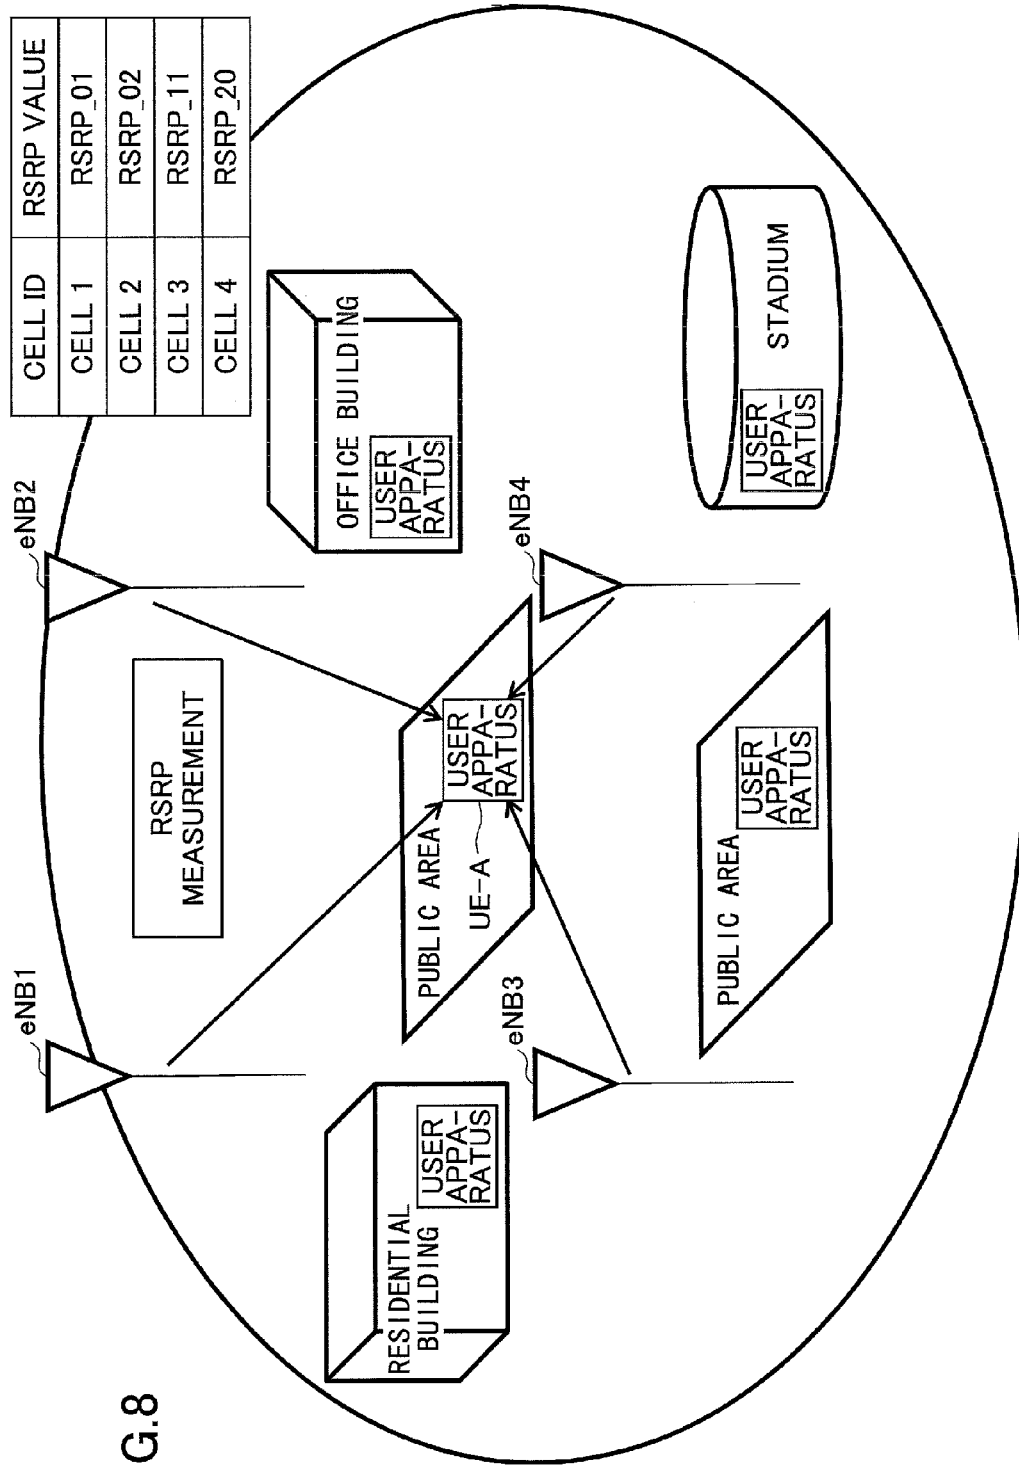 G.8
eNB1
RSRP
MEASUREMENT
eNB2
CELL ID RSRP VALUE
CELL 1 RSRP_01
CELL 2 RSRP_02
CELL 3 RSRP_11
CELL 4 RSRP_20
RESIDENTIAL
BUILDING
USER
APPA-
RATUS
PUBLIC AREA
UE-A
USER
APPA-
RATUS
OFFICE BUILDING
USER
APPA-
RATUS
eNB3
eNB4
PUBLIC AREA
USER
APPA-
RATUS
STADIUM
USER
APPA-
RATUS